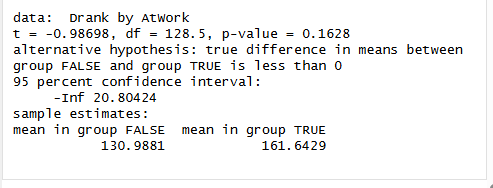 data:  Drank by AtWork
t = -0.98698, df = 128.5, p-value = 0.1628
alternative hypothesis: true difference in means between
group FALSE and group TRUE is less than 0
95 percent confidence interval:
     -Inf 20.80424
sample estimates:
mean in group FALSE  mean in group TRUE
           130.9881            161.6429